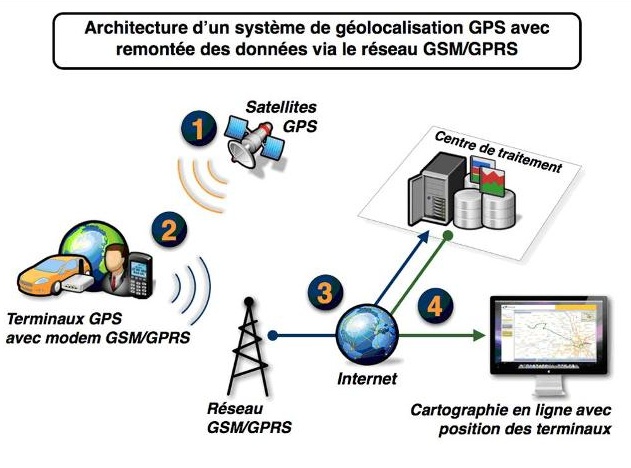 Architecture d'un système de géolocalisation GPS avec
remontée des données via le réseau GSM/GPRS
1
Satellites
GPS
Centre de traitement
2
Terminaux GPS
avec modem GSM/GPRS
3
4
Internet
Réseau
GSM/GPRS
Cartographie en ligne avec
position des terminaux